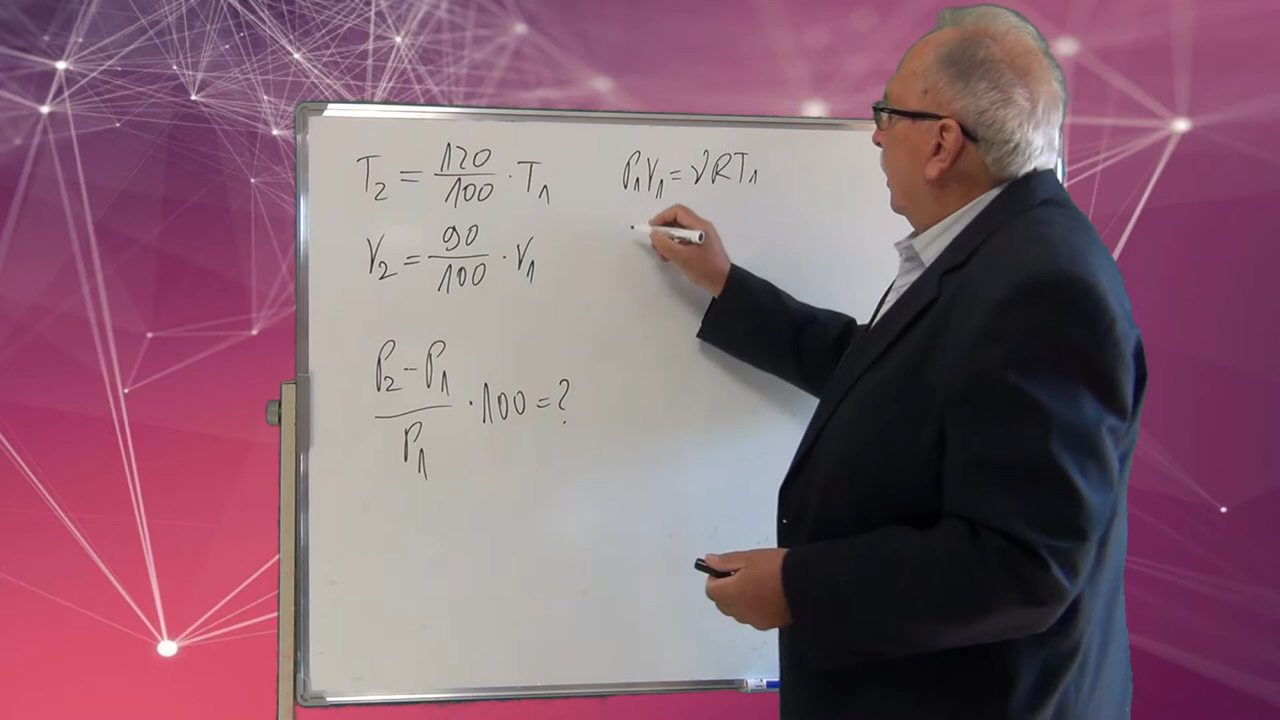 T₂ = 120/100 · T₁
V₂ = 90/100 · V₁
P₂ − P₁/P₁ · 100 = ?
P₁V₁ = νRT₁